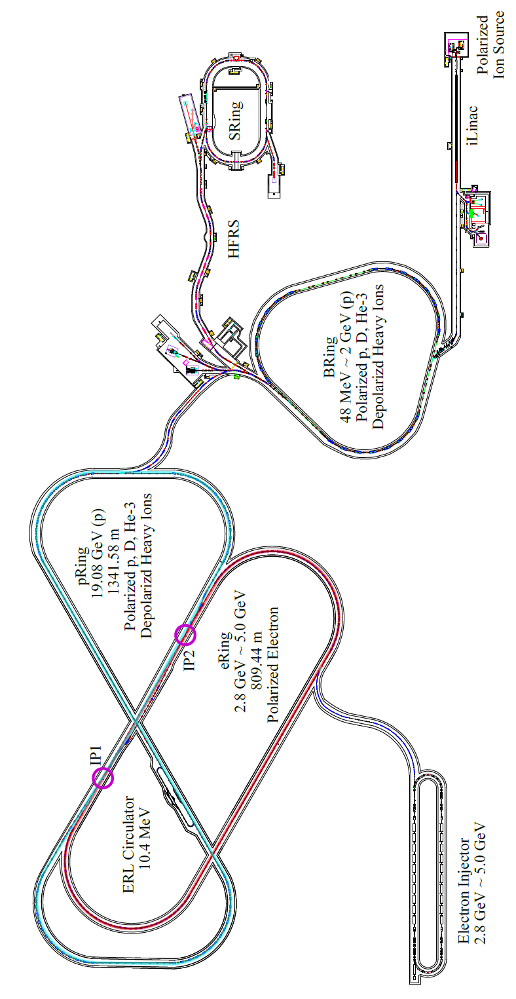 Polarized
Ion Source
iLinac
SRing
HFRS
BRing
48 MeV ~ 2 GeV (p)
Polarized p, D, He-3
Depolarizd Heavy Ions
pRing
19.08 GeV (p)
1341.58 m
Polarized p, D, He-3
Depolarizd Heavy Ions
IP2
eRing
2.8 GeV ~ 5.0 GeV
809.44 m
Polarized Electron
IP1
ERL Circulator
10.4 MeV
Electron Injector
2.8 GeV ~ 5.0 GeV